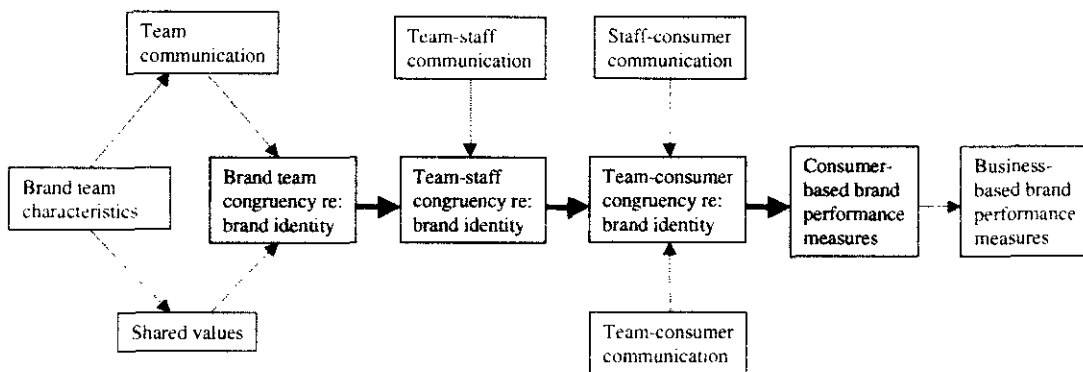 Team
communication
Team-staff
communication
Staff-consumer
communication
Brand team
characteristics
Brand team
congruency re:
brand identity
Team-staff
congruency re:
brand identity
Team-consumer
congruency re:
brand identity
Consumer-
based brand
performance
measures
Business-
based brand
performance
measures
Shared values
Team-consumer
communication